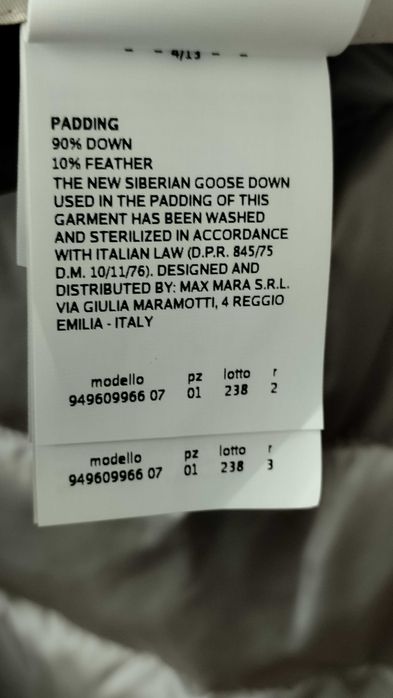 - - 4/13 - -
PADDING
90% DOWN
10% FEATHER
THE NEW SIBERIAN GOOSE DOWN
USED IN THE PADDING OF THIS
GARMENT HAS BEEN WASHED
AND STERILIZED IN ACCORDANCE
WITH ITALIAN LAW (D.P.R. 845/75
D.M. 10/11/76). DESIGNED AND
DISTRIBUTED BY: MAX MARA S.R.L.
VIA GIULIA MARAMOTTI, 4 REGGIO
EMILIA - ITALY
modello pz lotto r
949609966 07 01 238 2
modello pz lotto r
949609966 07 01 238 3